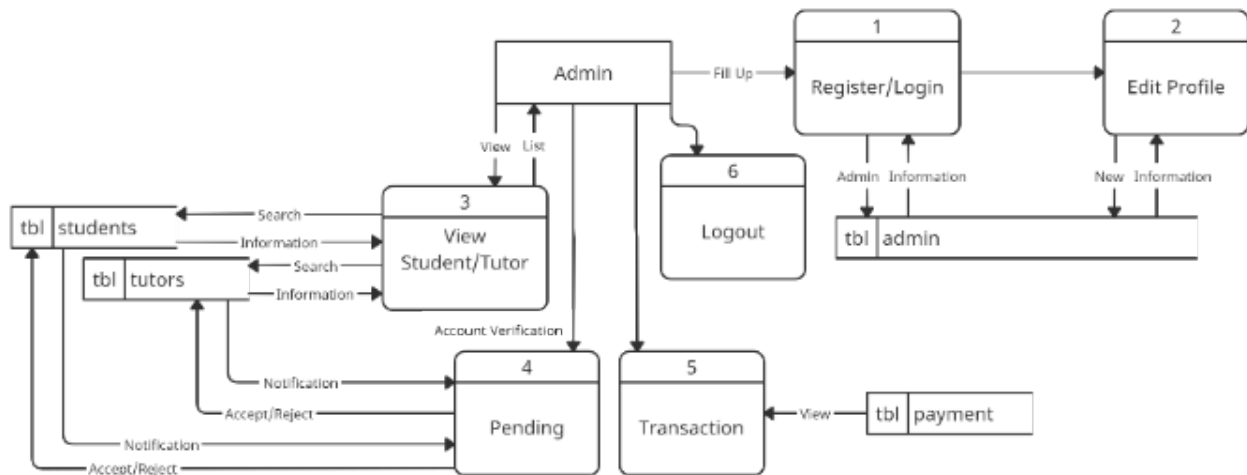 1
2
Admin
Fill Up
Register/Login
Edit Profile
View
List
6
Admin
Information
New
Information
3
Search
tbl
students
View
Student/Tutor
Logout
tbl
admin
Information
Search
tbl
tutors
Information
Account Verification
4
5
Notification
Accept/Reject
Pending
Transaction
View
tbl
payment
Notification
Accept/Reject